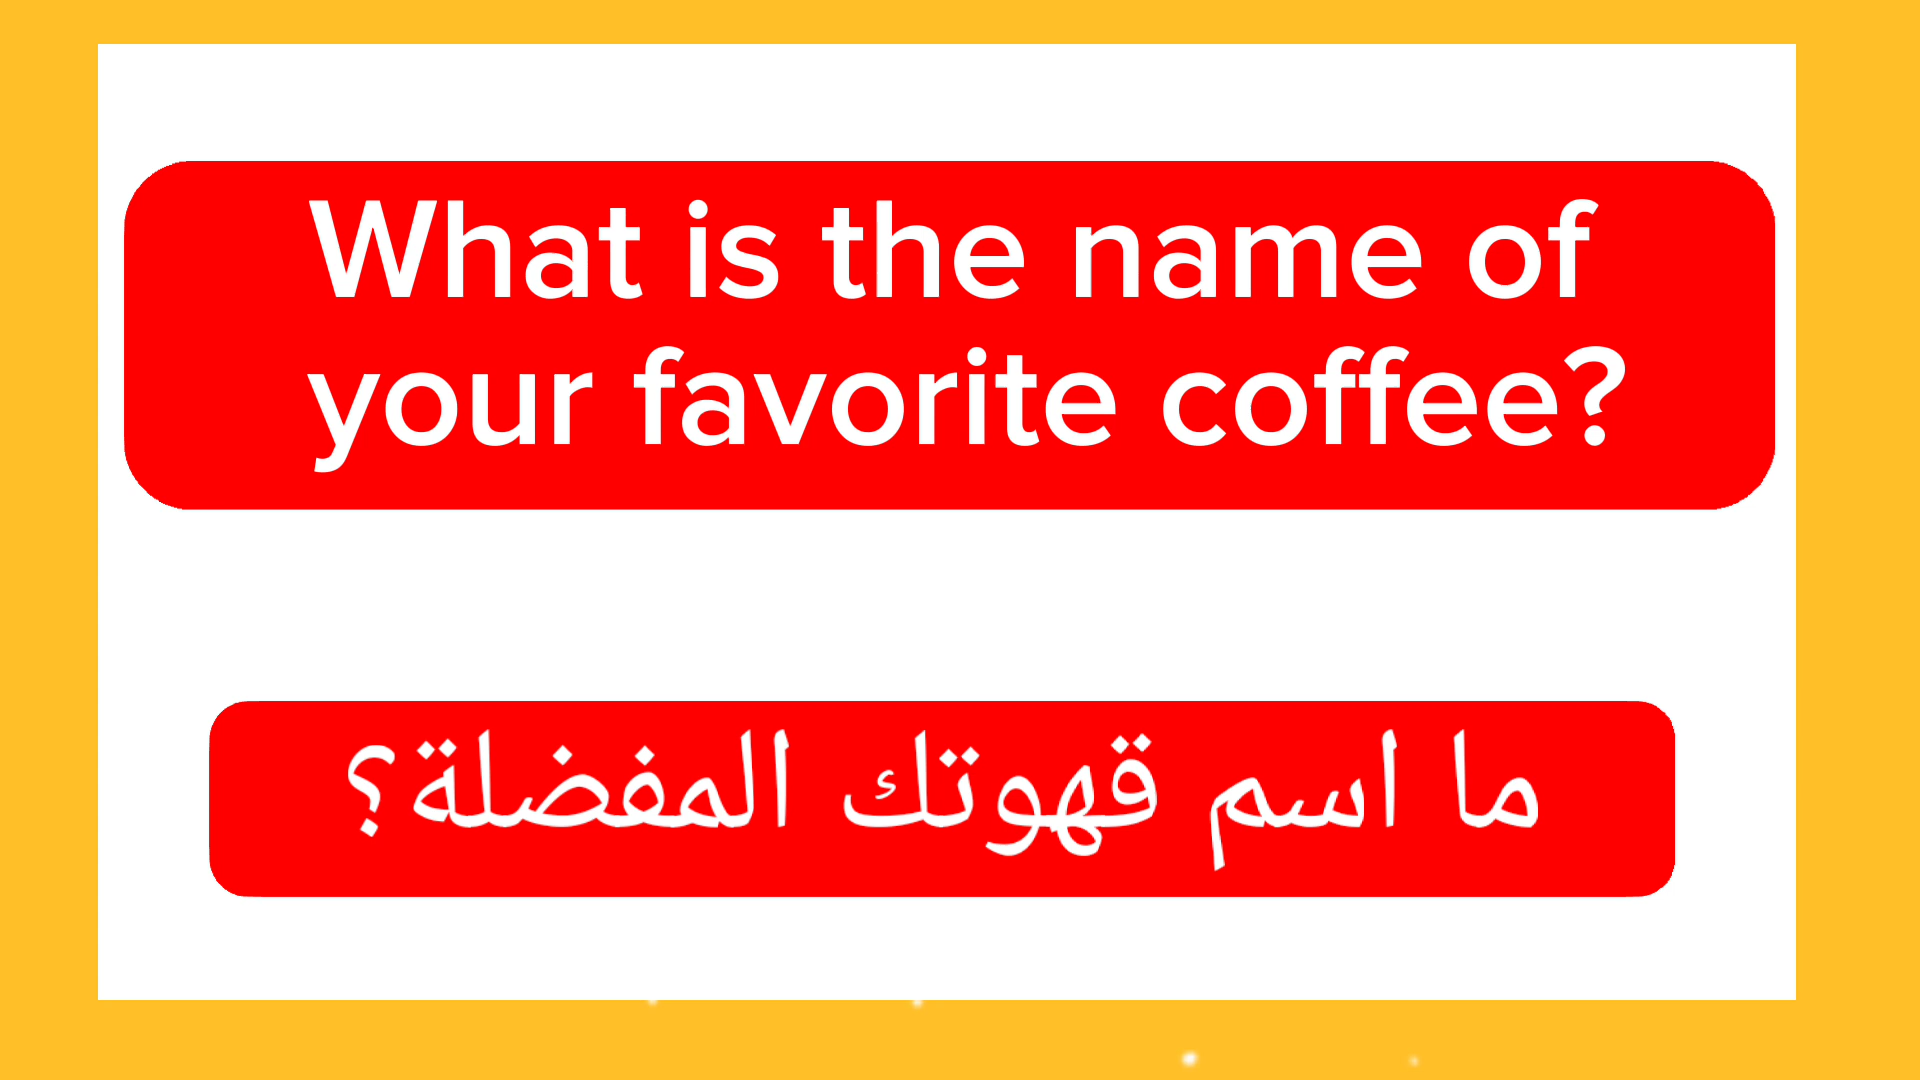 What is the name of
your favorite coffee?
ما اسم قهوتك المفضلة؟